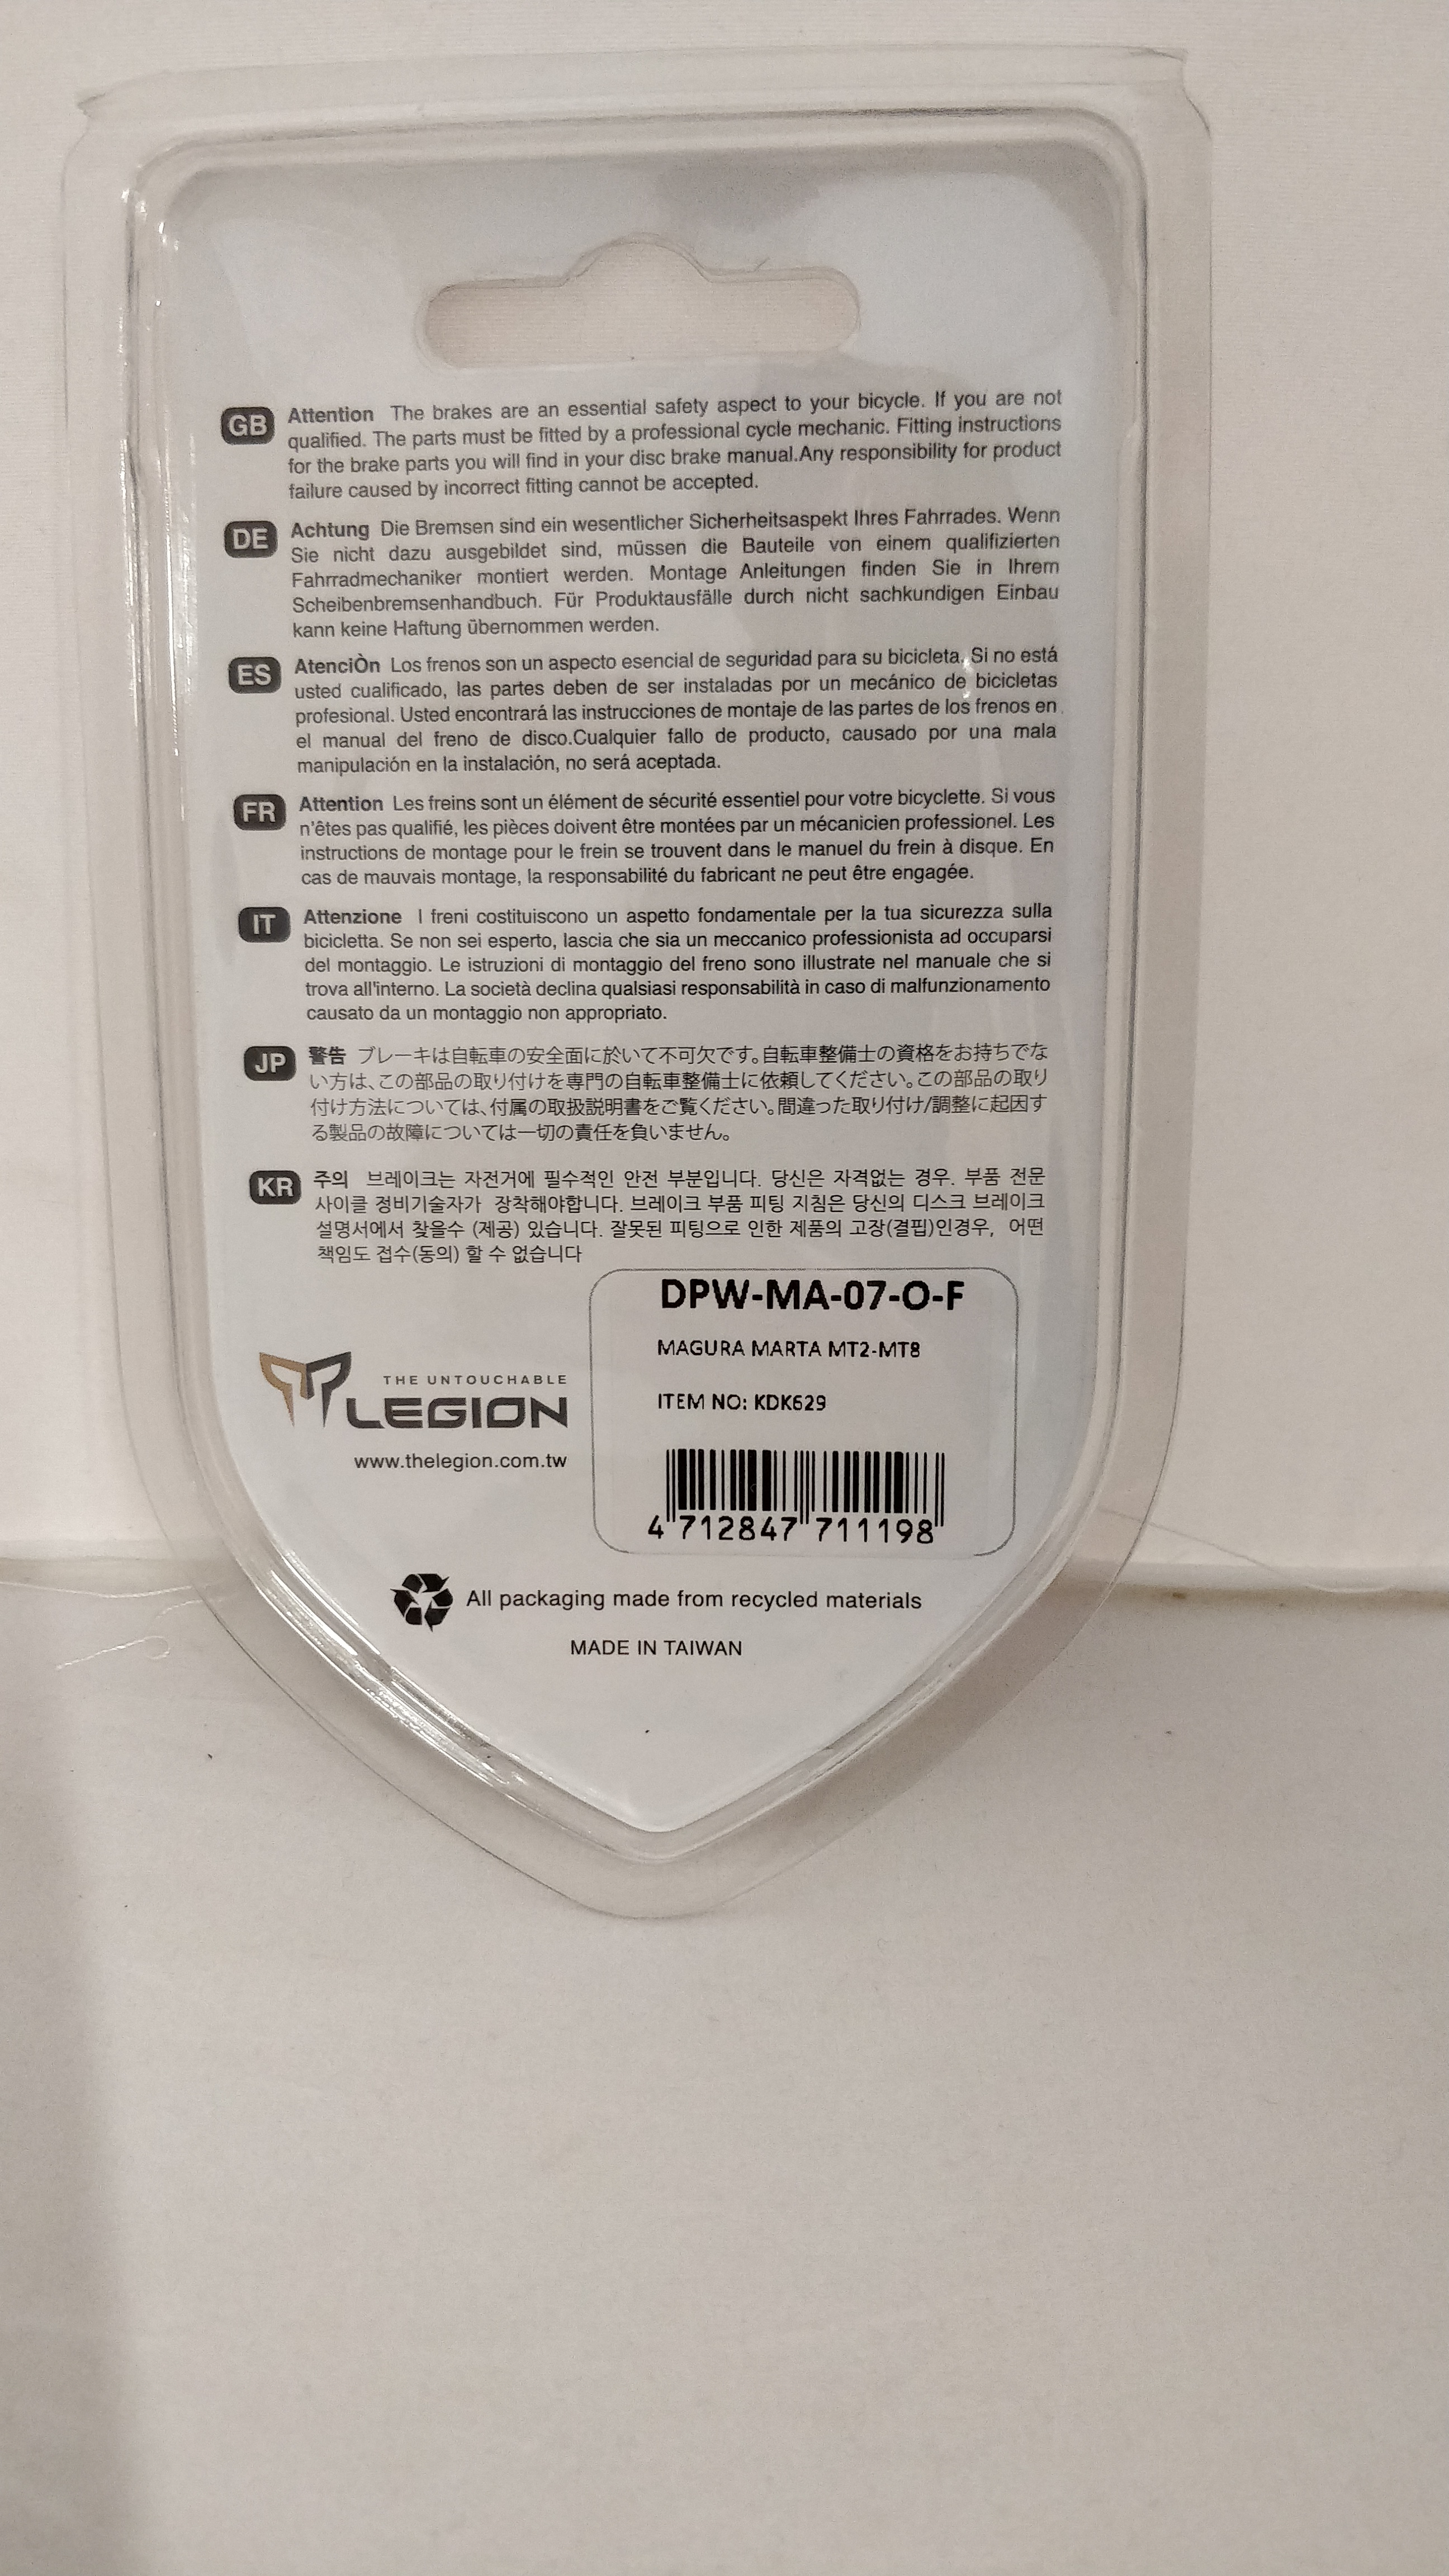 GB Attention The brakes are an essential safety aspect to your bicycle. If you are not
qualified. The parts must be fitted by a professional cycle mechanic. Fitting instructions
for the brake parts you will find in your disc brake manual.Any responsibility for product
failure caused by incorrect fitting cannot be accepted.
DE Achtung Die Bremsen sind ein wesentlicher Sicherheitsaspekt Ihres Fahrrades. Wenn
Sie nicht dazu ausgebildet sind, müssen die Bauteile von einem qualifizierten
Fahrradmechaniker montiert werden. Montage Anleitungen finden Sie in Ihrem
Scheibenbremsenhandbuch. Für Produktausfälle durch nicht sachkundigen Einbau
kann keine Haftung übernommen werden.
ES AtenciÒn Los frenos son un aspecto esencial de seguridad para su bicicleta. Si no está
usted cualificado, las partes deben de ser instaladas por un mecánico de bicicletas
profesional. Usted encontrará las instrucciones de montaje de las partes de los frenos en
el manual del freno de disco.Cualquier fallo de producto, causado por una mala
manipulación en la instalación, no será aceptada.
FR Attention Les freins sont un élément de sécurité essentiel pour votre bicyclette. Si vous
n'êtes pas qualifié, les pièces doivent être montées par un mécanicien professionel. Les
instructions de montage pour le frein se trouvent dans le manuel du frein à disque. En
cas de mauvais montage, la responsabilité du fabricant ne peut être engagée.
IT Attenzione I freni costituiscono un aspetto fondamentale per la tua sicurezza sulla
bicicletta. Se non sei esperto, lascia che sia un meccanico professionista ad occuparsi
del montaggio. Le istruzioni di montaggio del freno sono illustrate nel manuale che si
trova all'interno. La società declina qualsiasi responsabilità in caso di malfunzionamento
causato da un montaggio non appropriato.
JP 警告 ブレーキは自転車の安全面に於いて不可欠です。自転車整備士の資格をお持ちでな
い方は、この部品の取り付けを専門の自転車整備士に依頼してください。この部品の取り
付け方法については、付属の取扱説明書をご覧ください。間違った取り付け/調整に起因す
る製品の故障については一切の責任を負いません。
KR 주의 브레이크는 자전거에 필수적인 안전 부분입니다. 당신은 자격없는 경우. 부품 전문
사이클 정비기술자가 장착해야합니다. 브레이크 부품 피팅 지침은 당신의 디스크 브레이크
설명서에서 찾을수 (제공) 있습니다. 잘못된 피팅으로 인한 제품의 고장(결핍)인경우, 어떤
책임도 접수(동의) 할 수 없습니다
DPW-MA-07-O-F
MAGURA MARTA MT2-MT8
ITEM NO: KDK629
4 712847 711198
THE UNTOUCHABLE
LEGION
www.thelegion.com.tw
All packaging made from recycled materials
MADE IN TAIWAN